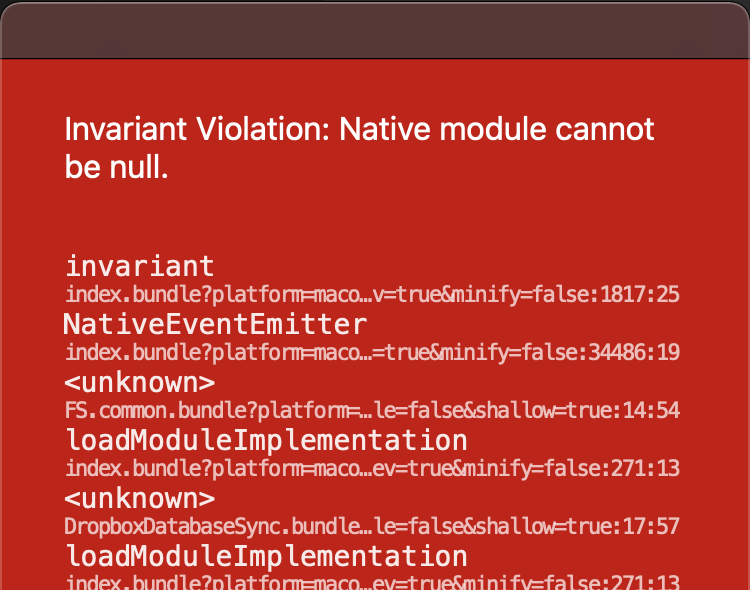 Invariant Violation: Native module cannot
be null.
invariant
index.bundle?platform=maco…v=true&minify=false:1817:25
NativeEventEmitter
index.bundle?platform=maco…=true&minify=false:34486:19
<unknown>
FS.common.bundle?platform=…le=false&shallow=true:14:54
loadModuleImplementation
index.bundle?platform=maco…ev=true&minify=false:271:13
<unknown>
DropboxDatabaseSync.bundle…le=false&shallow=true:17:57
loadModuleImplementation
index.bundle?platform=maco…ev=true&minify=false:271:13